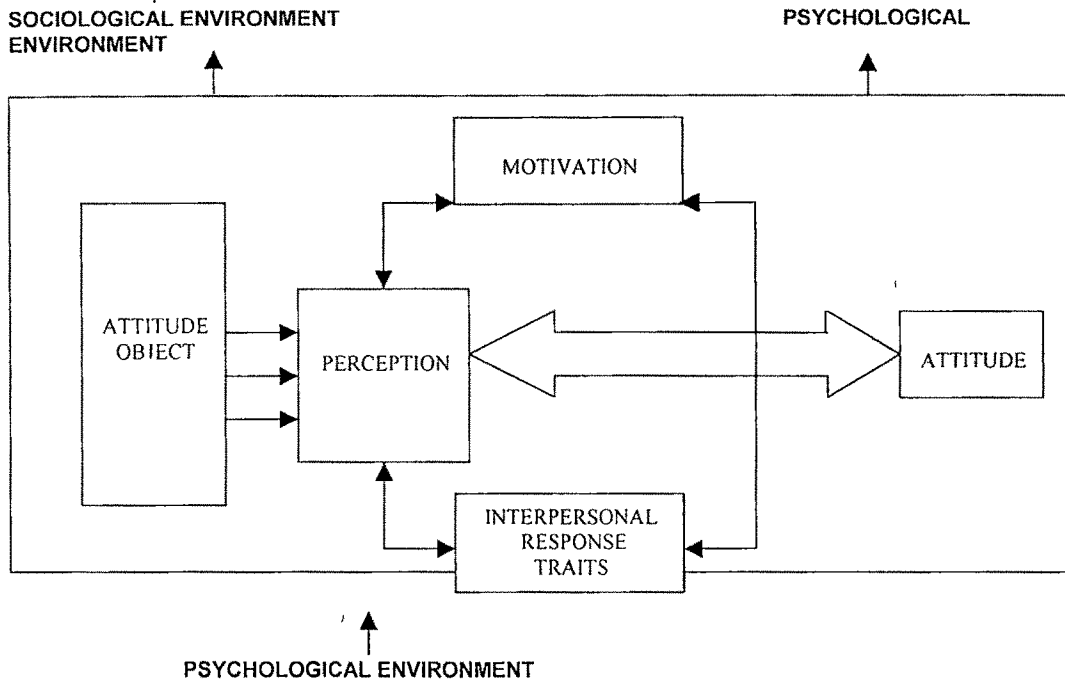 SOCIOLOGICAL ENVIRONMENT
PSYCHOLOGICAL
ENVIRONMENT
MOTIVATION
ATTITUDE
OBJECT
PERCEPTION
ATTITUDE
INTERPERSONAL
RESPONSE
TRAITS
PSYCHOLOGICAL ENVIRONMENT